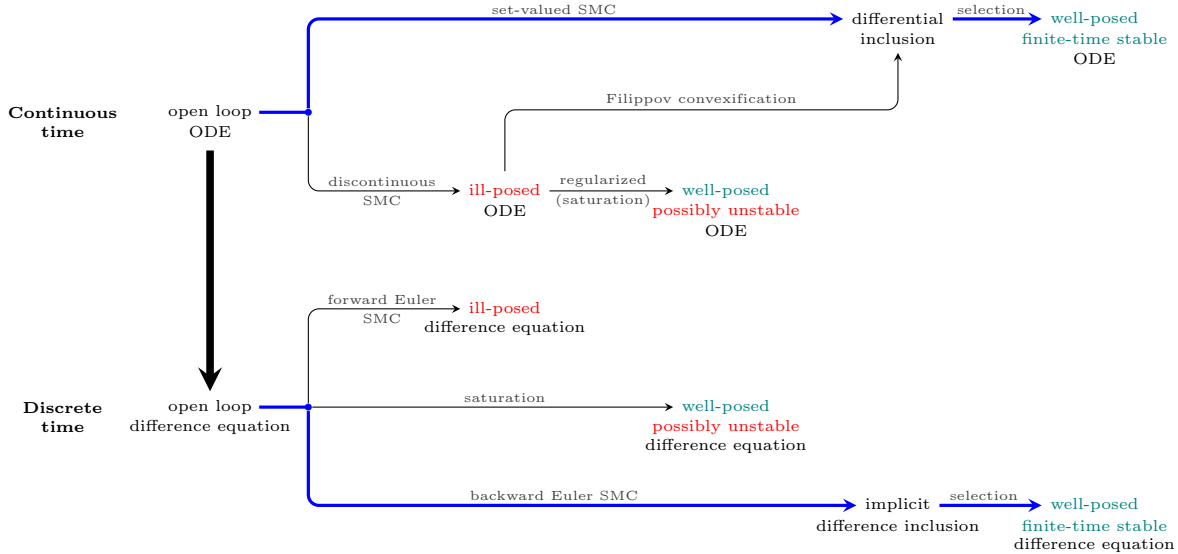 set-valued SMC
differential
inclusion
selection
well-posed
finite-time stable
ODE
Continuous
time
open loop
ODE
Filippov convexification
discontinuous
SMC
ill-posed
ODE
regularized
(saturation)
well-posed
possibly unstable
ODE
forward Euler
SMC
ill-posed
difference equation
Discrete
time
open loop
difference equation
saturation
well-posed
possibly unstable
difference equation
backward Euler SMC
implicit
difference inclusion
selection
well-posed
finite-time stable
difference equation